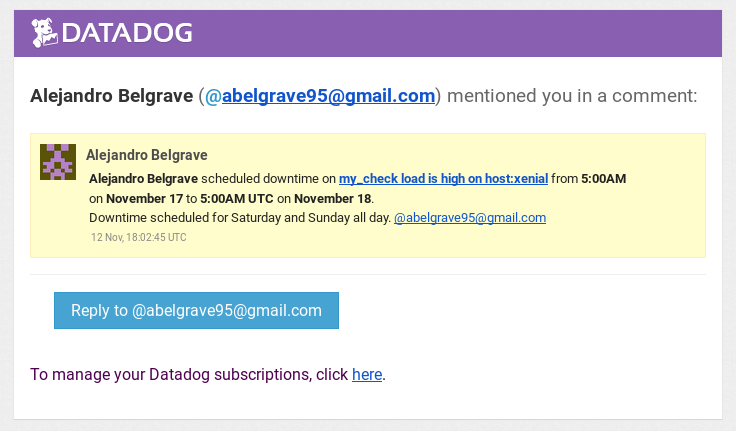 DATADOG
Alejandro Belgrave (@abelgrave95@gmail.com) mentioned you in a comment:
Alejandro Belgrave
Alejandro Belgrave scheduled downtime on my_check load is high on host:xenial from 5:00AM
on November 17 to 5:00AM UTC on November 18.
Downtime scheduled for Saturday and Sunday all day. @abelgrave95@gmail.com
12 Nov, 18:02:45 UTC
Reply to @abelgrave95@gmail.com
To manage your Datadog subscriptions, click here.